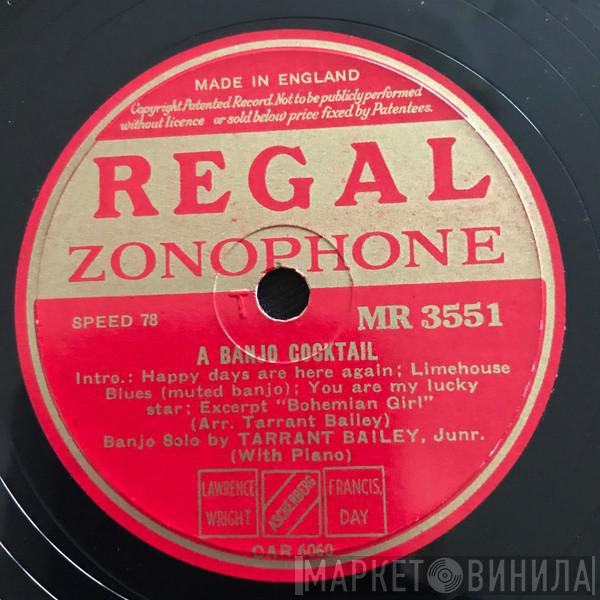 MADE IN ENGLAND
Copyright Patented Record. Not to be publicly performed
without licence or sold below price fixed by Patentees.
REGAL
ZONOPHONE
T
SPEED 78
MR 3551
A BANJO COCKTAIL
Intro.: Happy days are here again; Limehouse
Blues (muted banjo); You are my lucky
star; Excerpt "Bohemian Girl"
(Arr. Tarrant Bailey)
Banjo Solo by TARRANT BAILEY, Junr.
(With Piano)
LAWRENCE
WRIGHT
ASCHERBERG
FRANCIS,
DAY
CAR 6060
МАРКЕТ ВИНИЛА